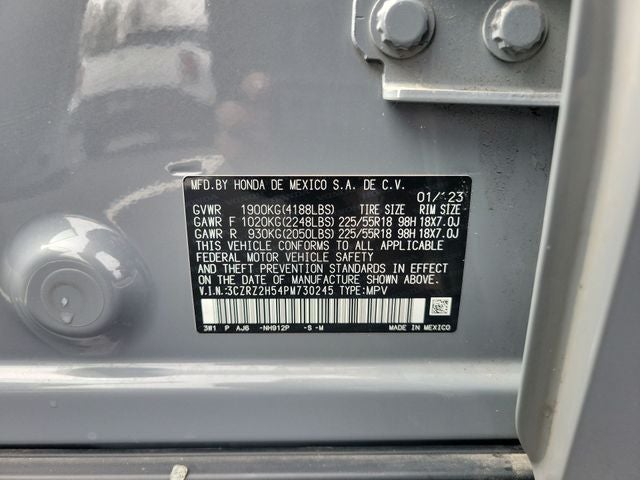 MFD.BY HONDA DE MEXICO S.A. DE C.V. 01/23
GVWR 1900KG(4188LBS) TIRE SIZE RIM SIZE
GAWR F 1020KG(2248LBS) 225/55R18 98H 18X7.0J
GAWR R 930KG(2050LBS) 225/55R18 98H 18X7.0J
THIS VEHICLE CONFORMS TO ALL APPLICABLE
FEDERAL MOTOR VEHICLE SAFETY
AND THEFT PREVENTION STANDARDS IN EFFECT
ON THE DATE OF MANUFACTURE SHOWN ABOVE.
V.I.N.:3CZRZ2H54PM730245 TYPE:MPV
3W1 P AJ6 -NH912P -S -M MADE IN MEXICO